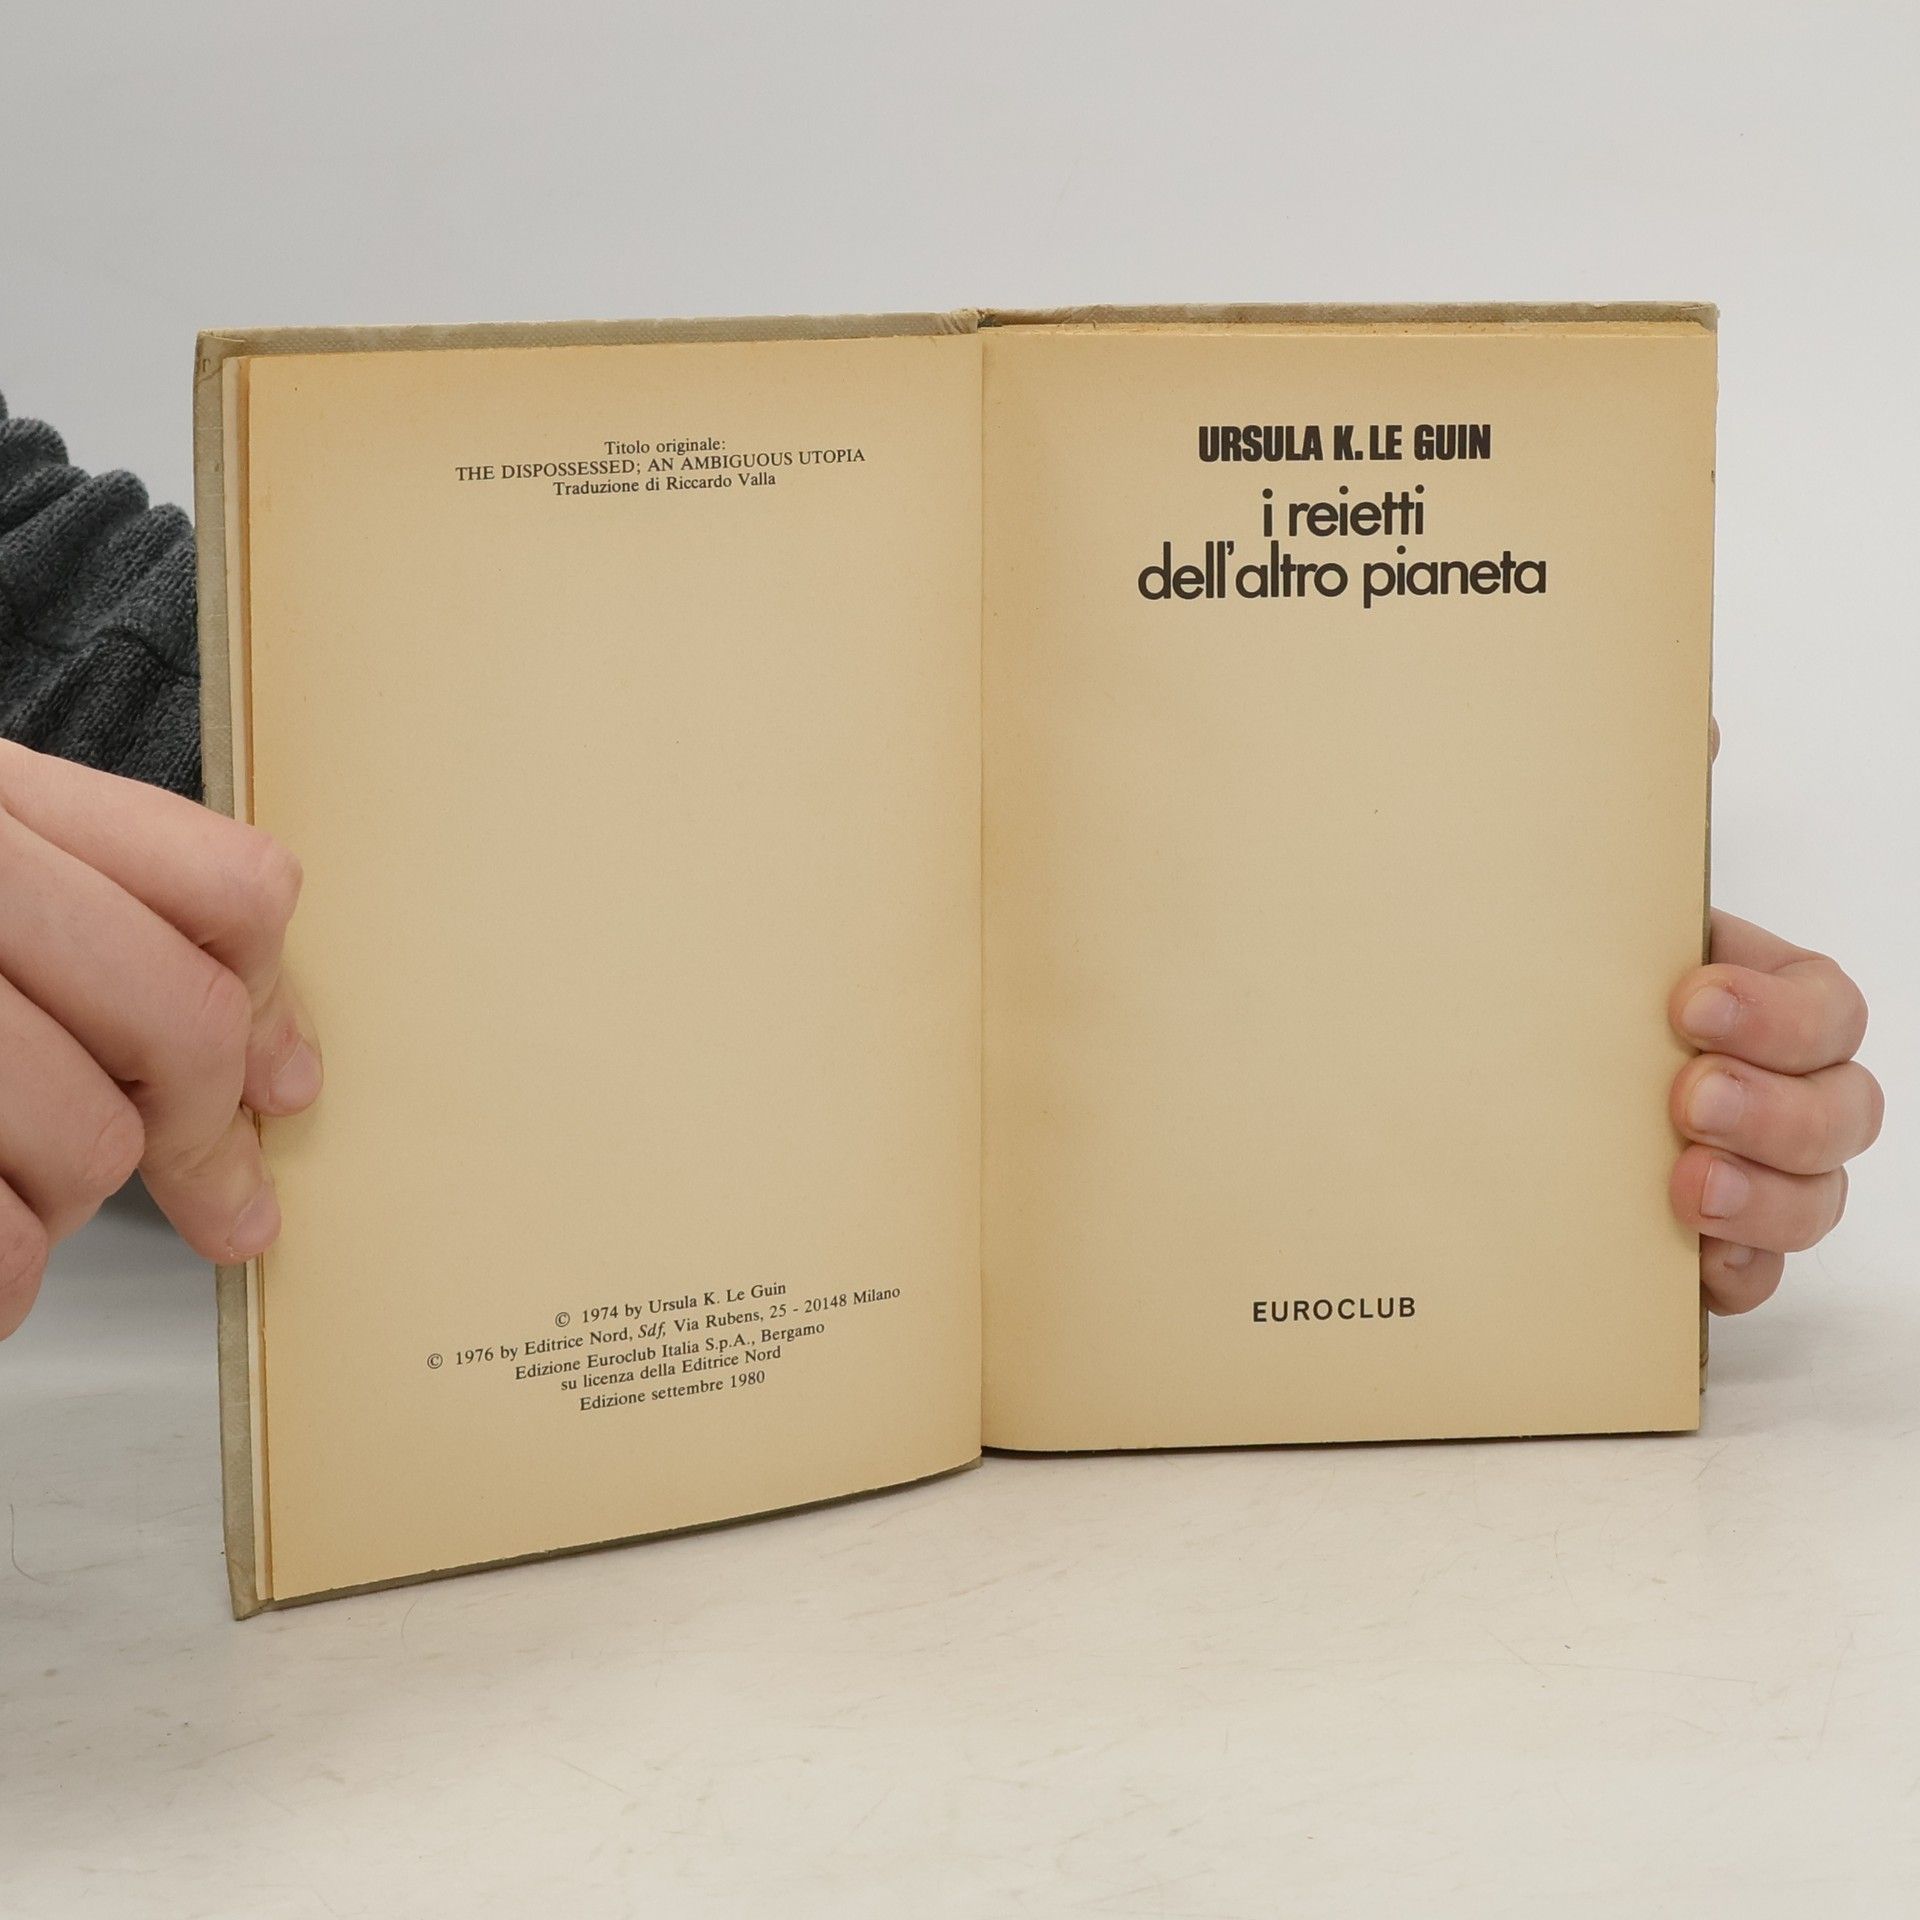 Titolo originale:
THE DISPOSSESSED; AN AMBIGUOUS UTOPIA
Traduzione di Riccardo Valla
© 1974 by Ursula K. Le Guin
© 1976 by Editrice Nord, Sdf, Via Rubens, 25 - 20148 Milano
Edizione Euroclub Italia S.p.A., Bergamo
su licenza della Editrice Nord
Edizione settembre 1980
URSULA K. LE GUIN
i reietti
dell'altro pianeta
EUROCLUB